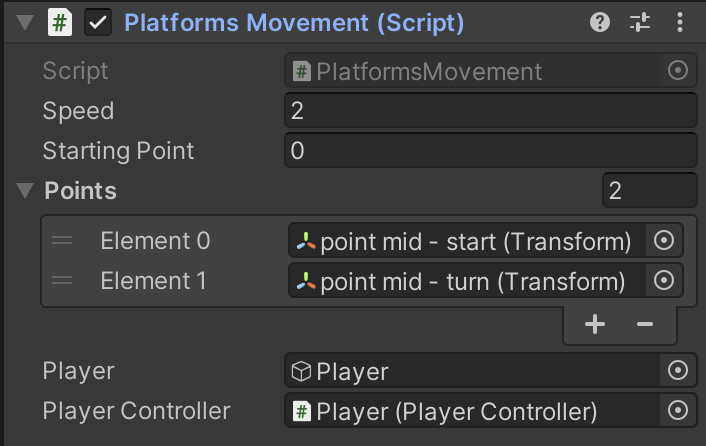 Platforms Movement (Script)
Script PlatformsMovement
Speed 2
Starting Point 0
Points 2
Element 0 point mid - start (Transform)
Element 1 point mid - turn (Transform)
+ -
Player Player
Player Controller Player (Player Controller)